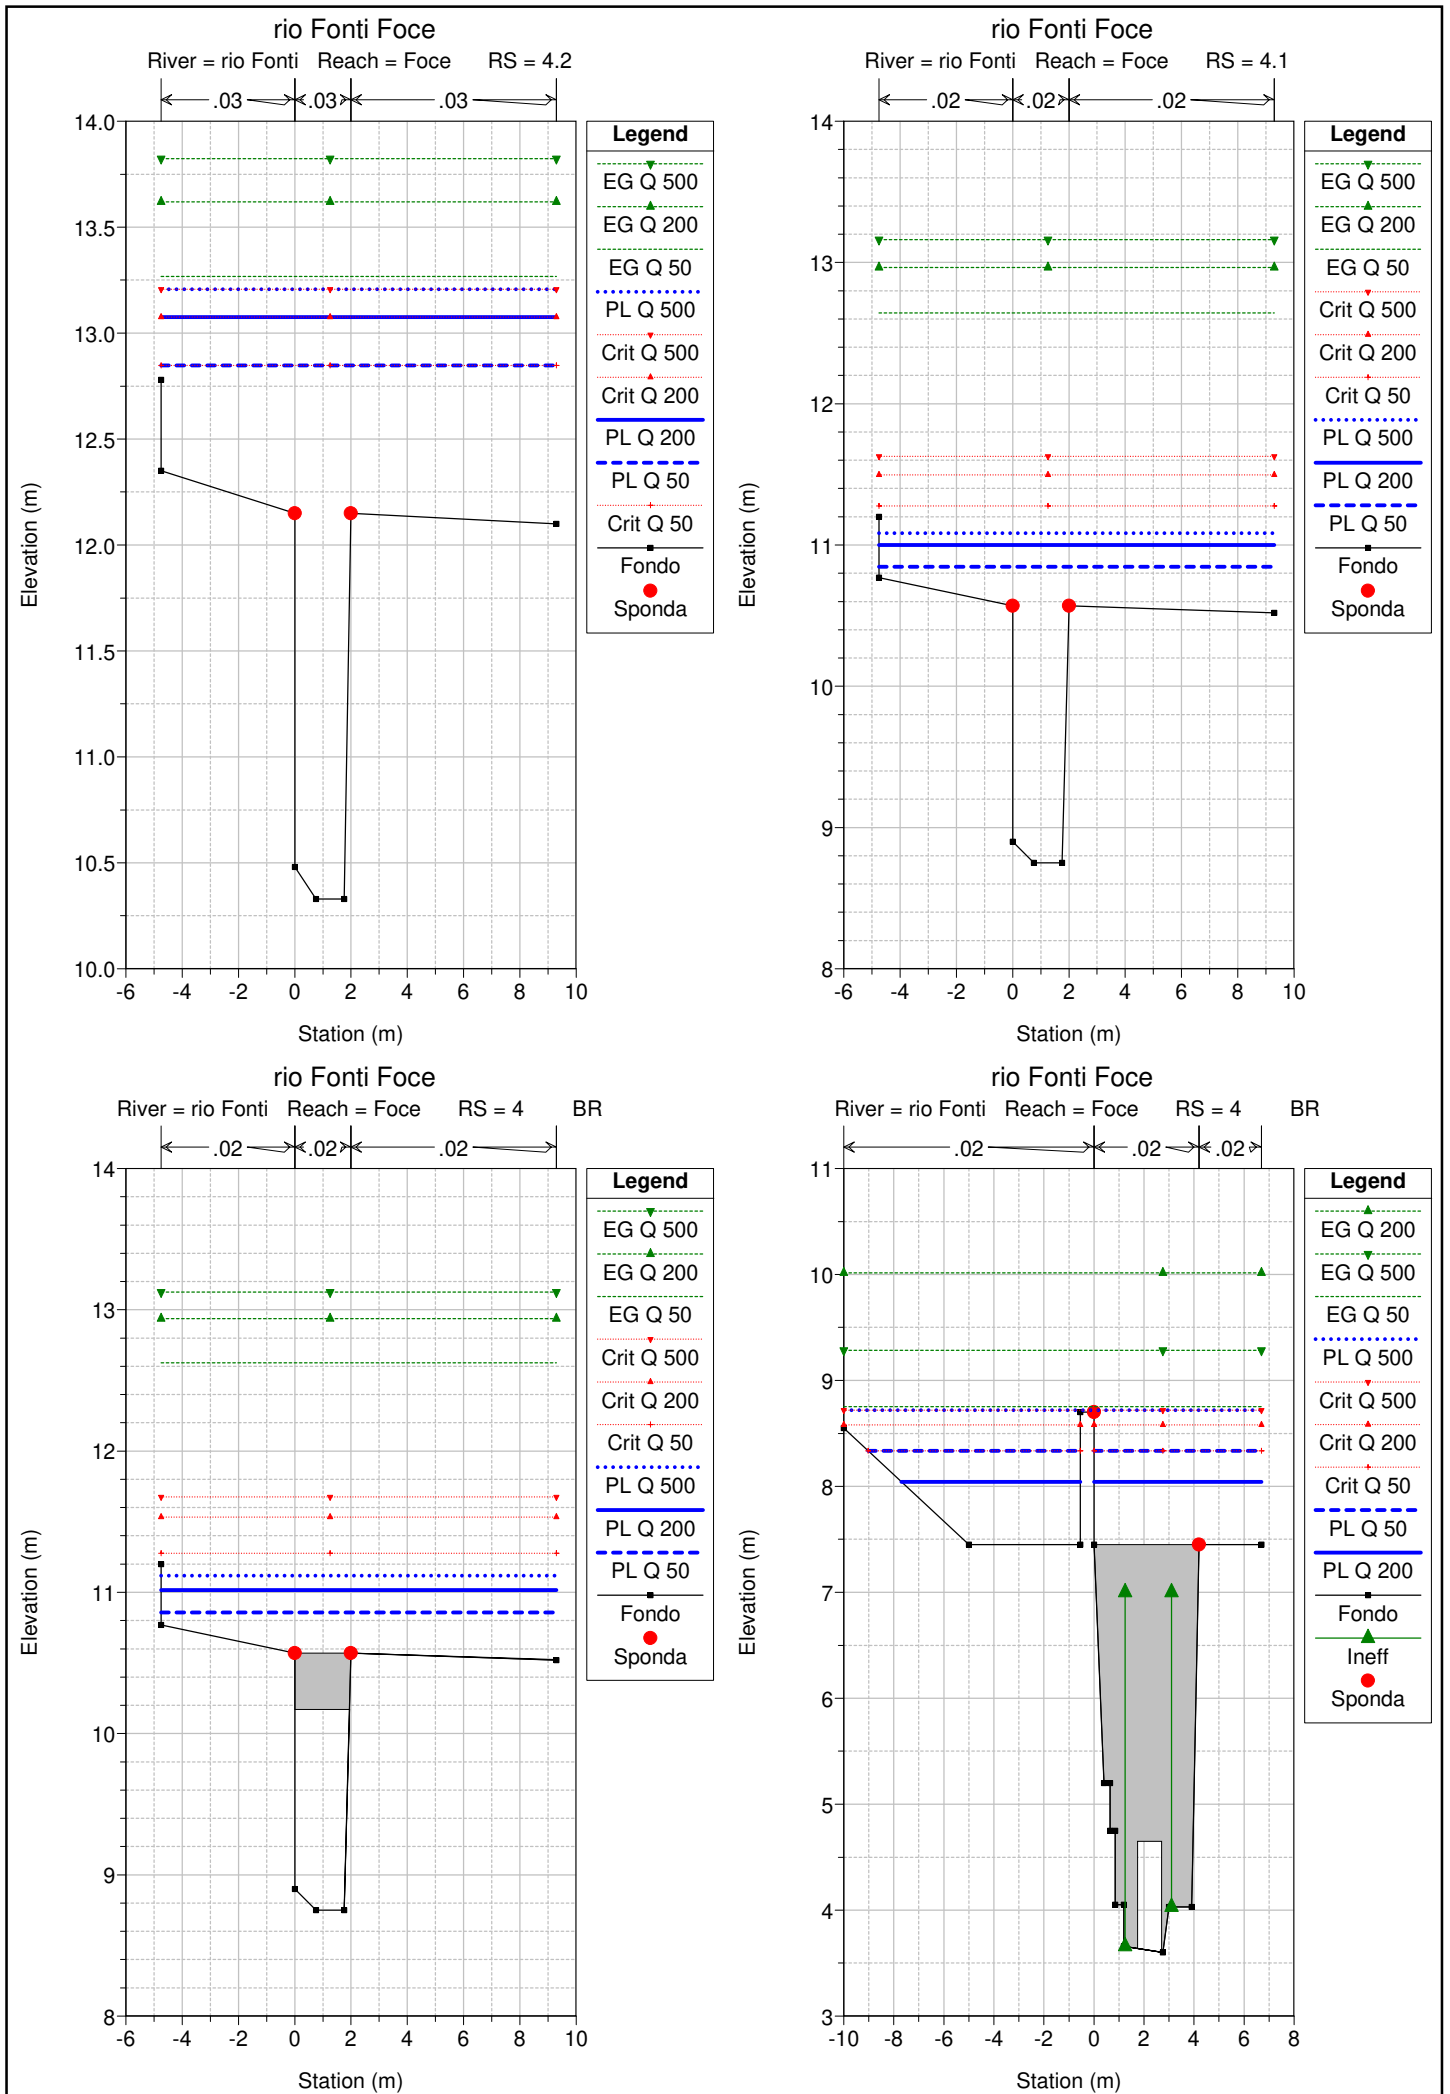 rio Fonti Foce
River = rio Fonti Reach = Foce RS = 4.2
.03 .03 .03
14.0
13.5
13.0
12.5
12.0
11.5
11.0
10.5
10.0
-6 -4 -2 0 2 4 6 8 10
Station (m)
Elevation (m)
Legend
EG Q 500
EG Q 200
EG Q 50
PL Q 500
Crit Q 500
Crit Q 200
PL Q 200
PL Q 50
Crit Q 50
Fondo
Sponda
rio Fonti Foce
River = rio Fonti Reach = Foce RS = 4.1
.02 .02 .02
14
13
12
11
10
9
8
-6 -4 -2 0 2 4 6 8 10
Station (m)
Elevation (m)
Legend
EG Q 500
EG Q 200
EG Q 50
Crit Q 500
Crit Q 200
Crit Q 50
PL Q 500
PL Q 200
PL Q 50
Fondo
Sponda
rio Fonti Foce
River = rio Fonti Reach = Foce RS = 4 BR
.02 .02 .02
14
13
12
11
10
9
8
-6 -4 -2 0 2 4 6 8 10
Station (m)
Elevation (m)
Legend
EG Q 500
EG Q 200
EG Q 50
Crit Q 500
Crit Q 200
Crit Q 50
PL Q 500
PL Q 200
PL Q 50
Fondo
Sponda
rio Fonti Foce
River = rio Fonti Reach = Foce RS = 4 BR
.02 .02 .02
11
10
9
8
7
6
5
4
3
-10 -8 -6 -4 -2 0 2 4 6 8
Station (m)
Elevation (m)
Legend
EG Q 200
EG Q 500
EG Q 50
PL Q 500
Crit Q 500
Crit Q 200
Crit Q 50
PL Q 50
PL Q 200
Fondo
Ineff
Sponda